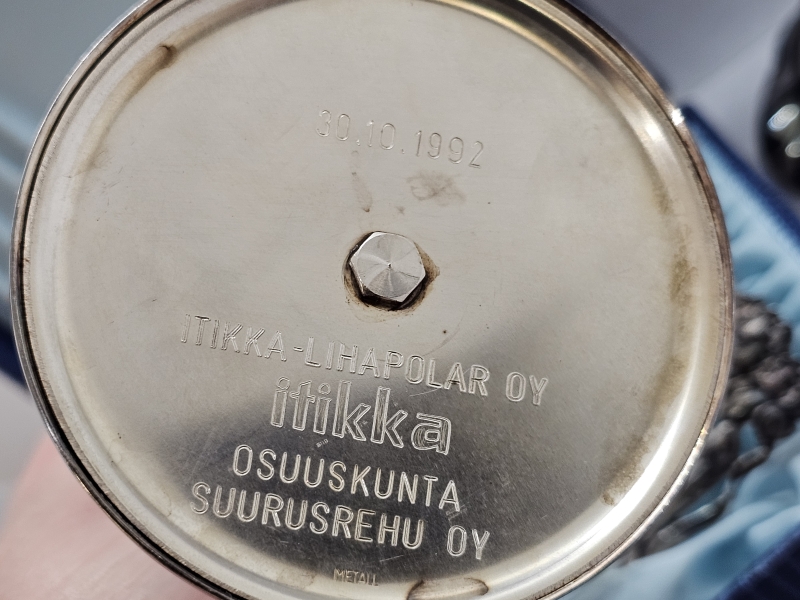 30.10.1992
ITIKKA-LIHAPOLAR OY
itikka
OSUUSKUNTA
SUURUSREHU OY
METALL